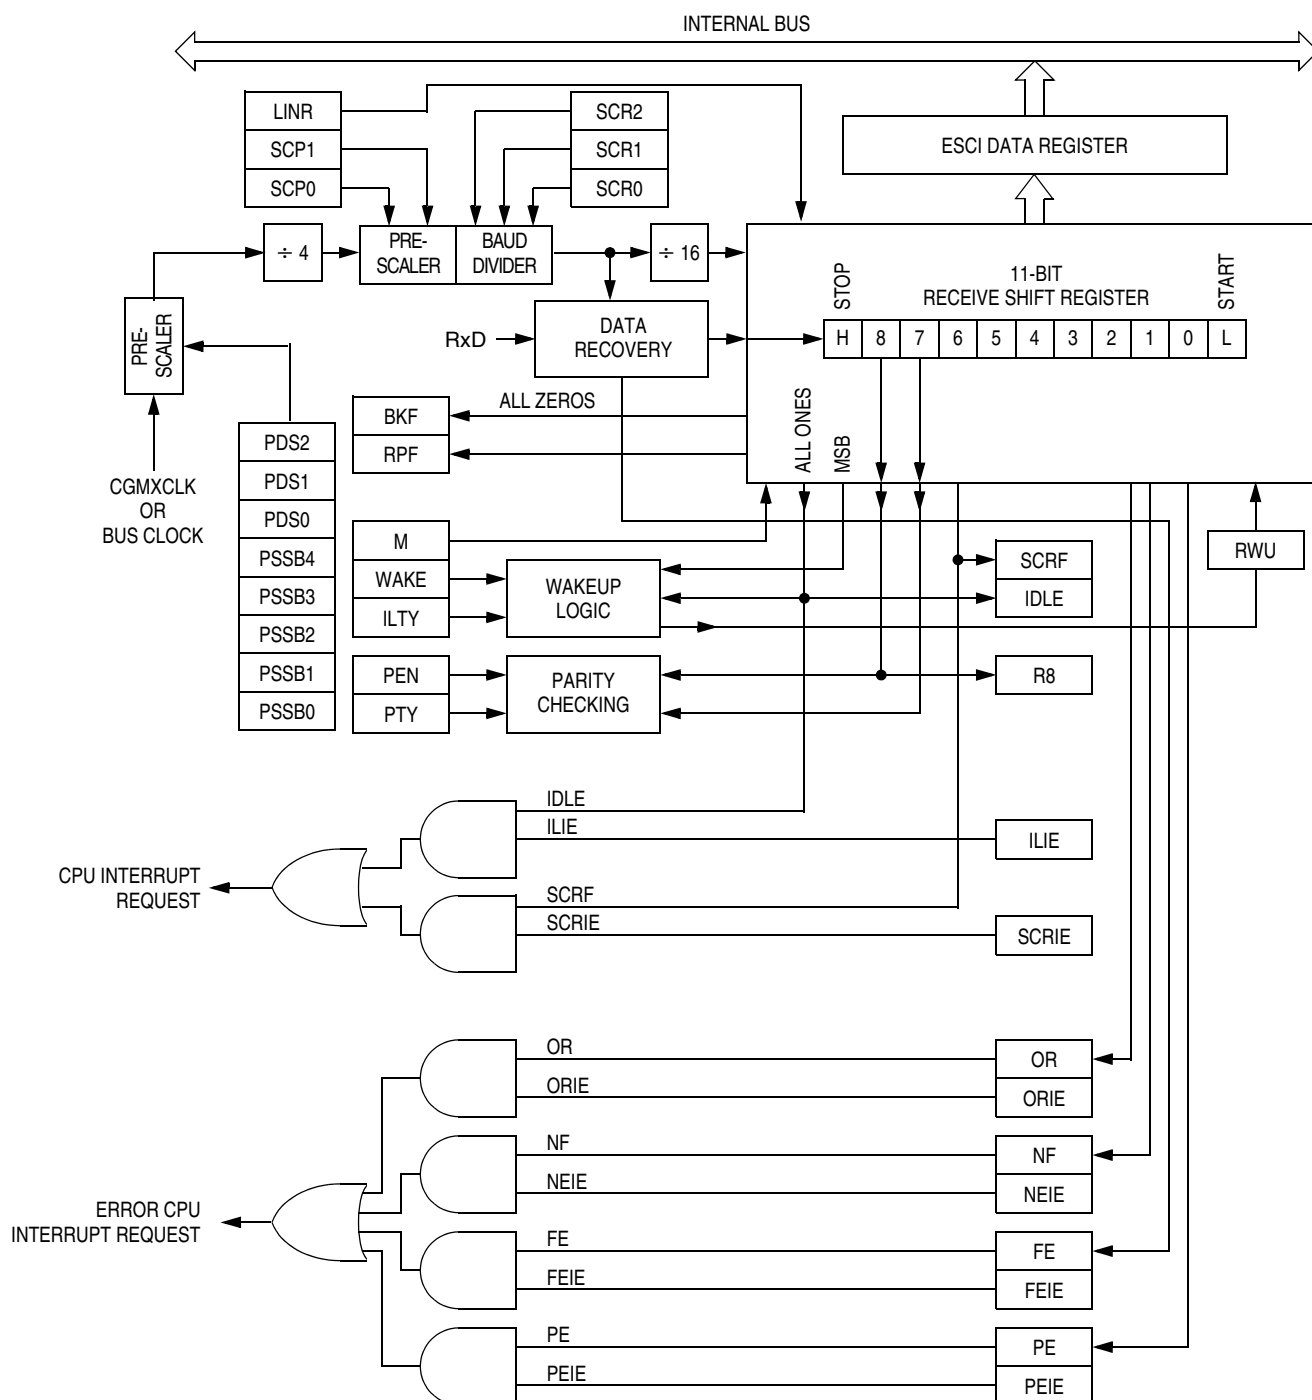 INTERNAL BUS
LINR
SCP1
SCP0
SCR2
SCR1
SCR0
ESCI DATA REGISTER
÷ 4
PRE-
SCALER
BAUD
DIVIDER
÷ 16
PRE-
SCALER
CGMXCLK
OR
BUS CLOCK
RxD
DATA
RECOVERY
11-BIT
RECEIVE SHIFT REGISTER
STOP
START
H 8 7 6 5 4 3 2 1 0 L
ALL ONES
MSB
ALL ZEROS
BKF
RPF
PDS2
PDS1
PDS0
PSSB4
PSSB3
PSSB2
PSSB1
PSSB0
M
WAKE
ILTY
WAKEUP
LOGIC
PEN
PTY
PARITY
CHECKING
SCRF
IDLE
R8
RWU
IDLE
ILIE
ILIE
SCRF
SCRIE
SCRIE
CPU INTERRUPT
REQUEST
OR
ORIE
OR
ORIE
NF
NEIE
NF
NEIE
FE
FEIE
FE
FEIE
PE
PEIE
PE
PEIE
ERROR CPU
INTERRUPT REQUEST